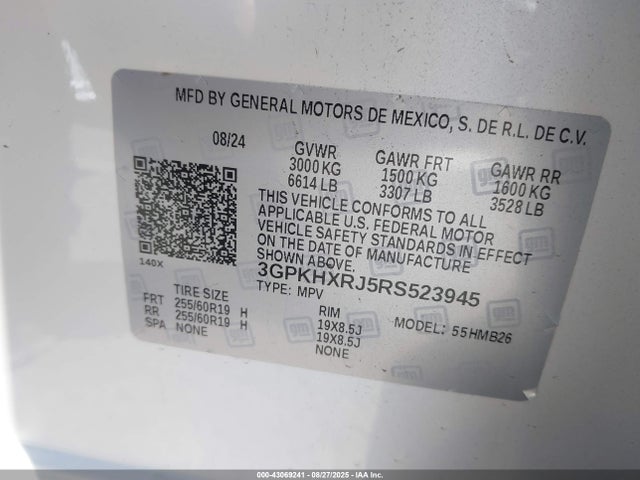 MFD BY GENERAL MOTORS DE MEXICO, S. DE R.L. DE C.V.
08/24 GVWR GAWR FRT GAWR RR
3000 KG 1500 KG 1600 KG
6614 LB 3307 LB 3528 LB
THIS VEHICLE CONFORMS TO ALL
APPLICABLE U.S. FEDERAL MOTOR
VEHICLE SAFETY STANDARDS IN EFFECT
ON THE DATE OF MANUFACTURE
SHOWN ABOVE.
140X
3GPKHXRJ5RS523945
TYPE: MPV
TIRE SIZE RIM MODEL: 55HMB26
FRT 255/60R19 H 19X8.5J
RR 255/60R19 H 19X8.5J
SPA NONE NONE
000-43069241 - 08/27/2025 - IAA Inc.